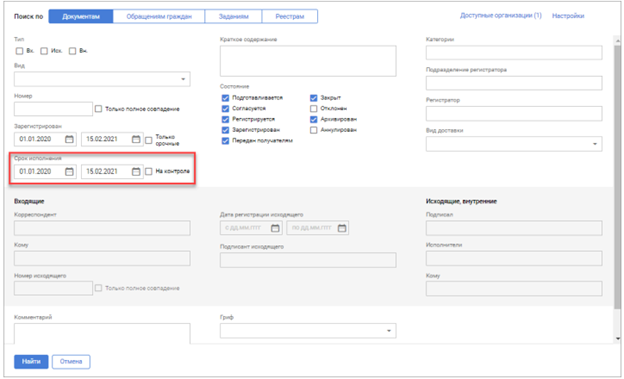 Поиск по Документам Обращениям граждан Заданиям Реестрам Доступные организации (1) Настройки
Тип
Вх. Исх. Вн.
Вид
Номер
Только полное совпадение
Зарегистрирован
01.01.2020 15.02.2021 Только срочные
Срок исполнения
01.01.2020 15.02.2021 На контроле
Краткое содержание
Состояние
Подготавливается Закрыт
Согласуется Отклонен
Регистрируется Архивирован
Зарегистрирован Аннулирован
Передан получателям
Категории
Подразделение регистратора
Регистратор
Вид доставки
Входящие
Корреспондент
Кому
Номер исходящего
Только полное совпадение
Дата регистрации исходящего
с дд.мм.гггг по дд.мм.гггг
Подписант исходящего
Исходящие, внутренние
Подписал
Исполнители
Кому
Комментарий
Гриф
Найти Отмена